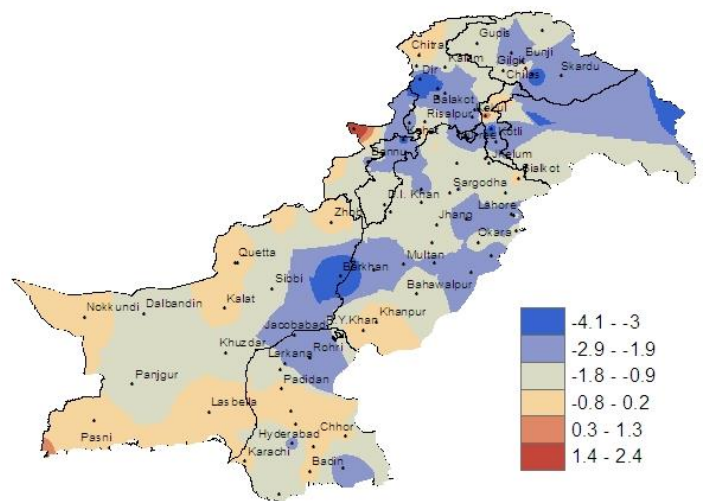 Gupis
Chitral
Kalam
Bunji
Gilgit
Skardu
Dir
Chilas
Balakot
Risalpur
Kotli
Bannu
Jhelum
Sialkot
D.I. Khan
Sargodha
Zhob
Jhang
Lahore
Okara
Quetta
Barkhan
Multan
Sibbi
Bahawalpur
Nokkundi
Dalbandin
Kalat
Khanpur
R.Y.Khan
Jacobabad
Khuzdar
Rohri
Larkana
Panjgur
Padidan
Lasbella
Pasni
Hyderabad
Chhor
Karachi
Badin
-4.1 - -3
-2.9 - -1.9
-1.8 - -0.9
-0.8 - 0.2
0.3 - 1.3
1.4 - 2.4